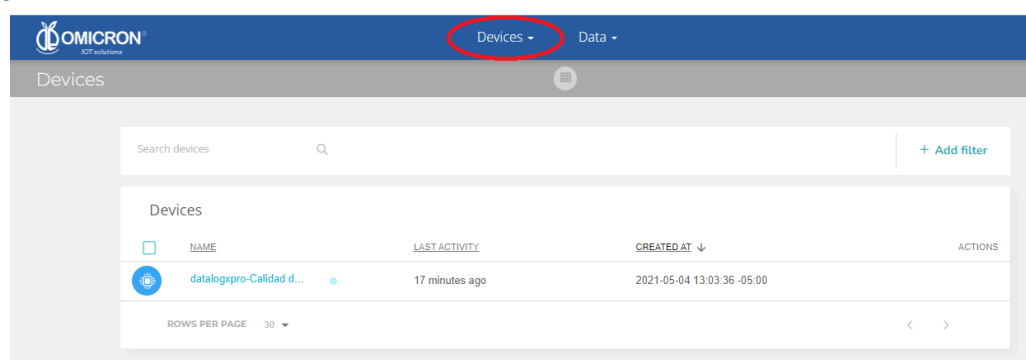 OMICRON®
IOT solutions
Devices Data
Devices
Search devices + Add filter
Devices
NAME LAST ACTIVITY CREATED AT ACTIONS
datalogxpro-Calidad d... 17 minutes ago 2021-05-04 13:03:36 -05:00
ROWS PER PAGE 30